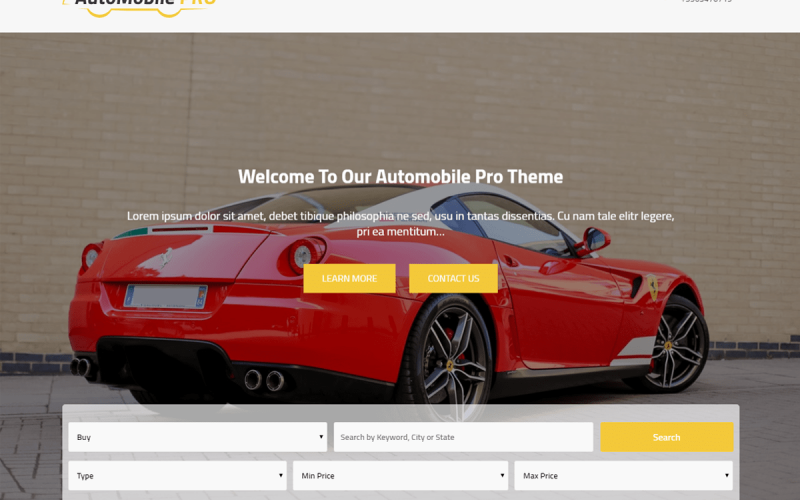 AutoMobile PRO
Welcome To Our Automobile Pro Theme
Lorem ipsum dolor sit amet, debet tibique philosophia ne sed, usu in tantas dissentias. Cu nam tale elitr legere,
pri ea mentitum...
LEARN MORE CONTACT US
Buy Search by Keyword, City or State Search
Type Min Price Max Price